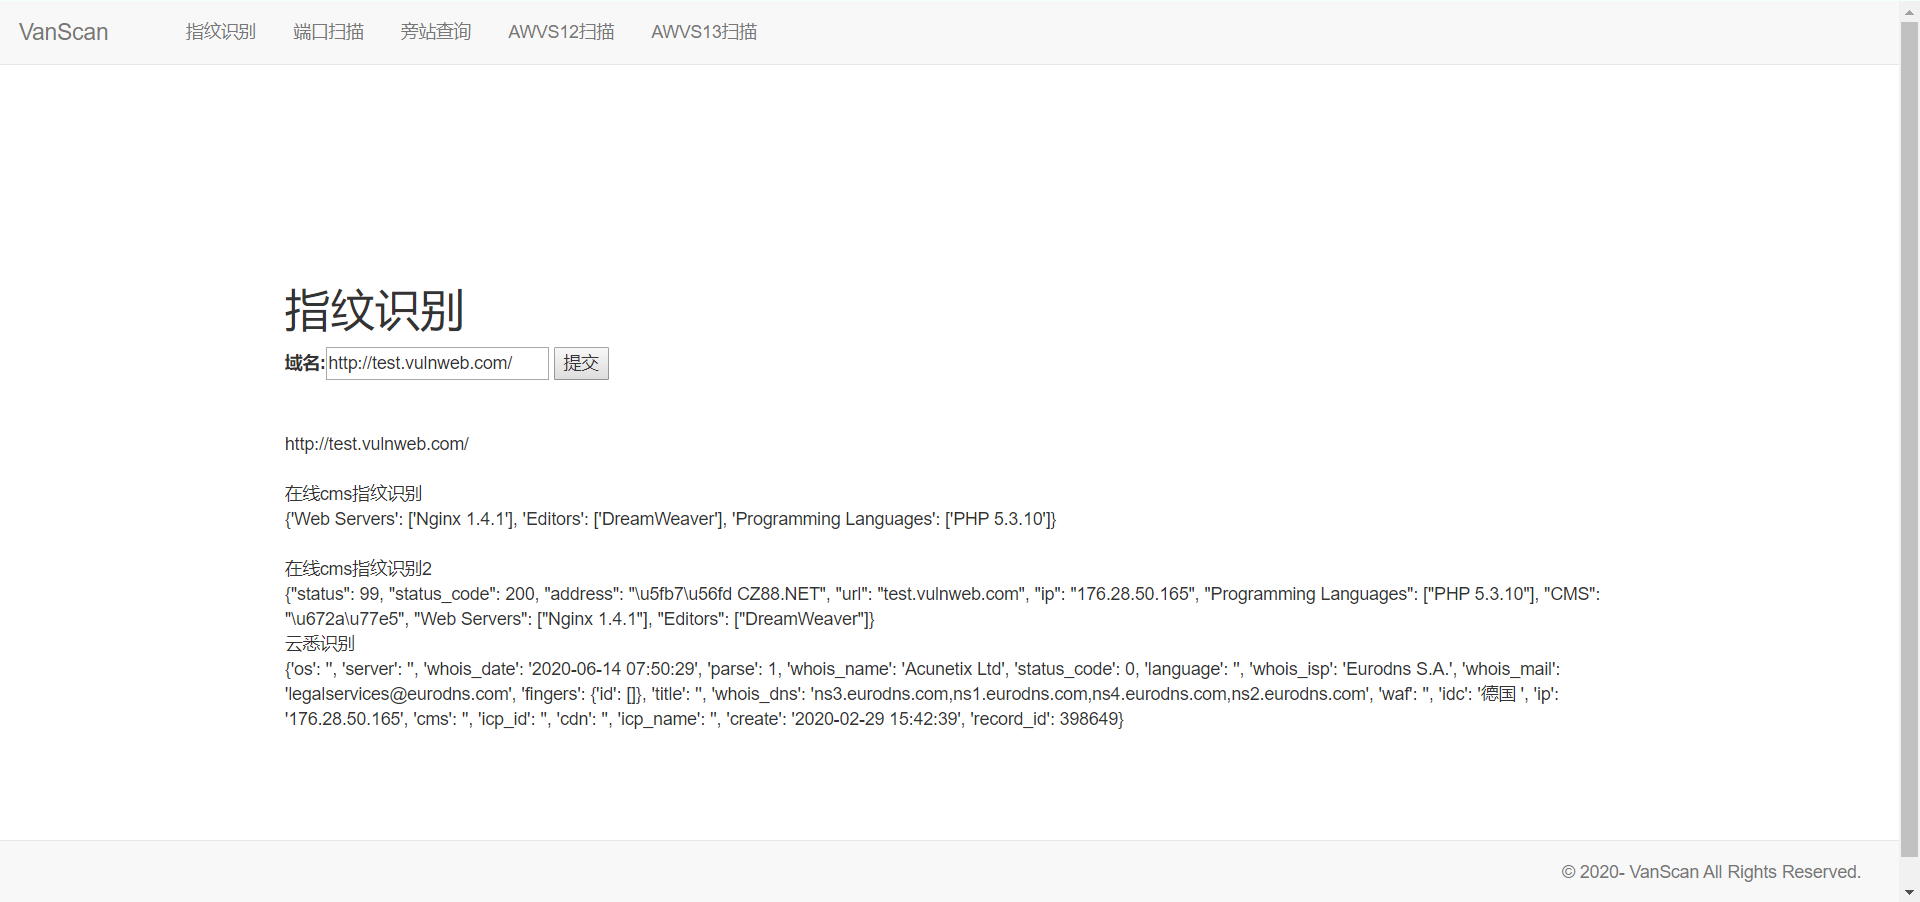 VanScan 指纹识别 端口扫描 旁站查询 AWVS12扫描 AWVS13扫描
指纹识别
域名:http://test.vulnweb.com/ 提交
http://test.vulnweb.com/
在线cms指纹识别
{'Web Servers': ['Nginx 1.4.1'], 'Editors': ['DreamWeaver'], 'Programming Languages': ['PHP 5.3.10']}
在线cms指纹识别2
{"status": 99, "status_code": 200, "address": "\u5fb7\u56fd CZ88.NET", "url": "test.vulnweb.com", "ip": "176.28.50.165", "Programming Languages": ["PHP 5.3.10"], "CMS":
"\u672a\u77e5", "Web Servers": ["Nginx 1.4.1"], "Editors": ["DreamWeaver"]}
云悉识别
{'os': '', 'server': '', 'whois_date': '2020-06-14 07:50:29', 'parse': 1, 'whois_name': 'Acunetix Ltd', 'status_code': 0, 'language': '', 'whois_isp': 'Eurodns S.A.', 'whois_mail':
'legalservices@eurodns.com', 'fingers': {'id': []}, 'title': '', 'whois_dns': 'ns3.eurodns.com,ns1.eurodns.com,ns4.eurodns.com,ns2.eurodns.com', 'waf': '', 'idc': '德国 ', 'ip':
'176.28.50.165', 'cms': '', 'icp_id': '', 'cdn': '', 'icp_name': '', 'create': '2020-02-29 15:42:39', 'record_id': 398649}
© 2020- VanScan All Rights Reserved.